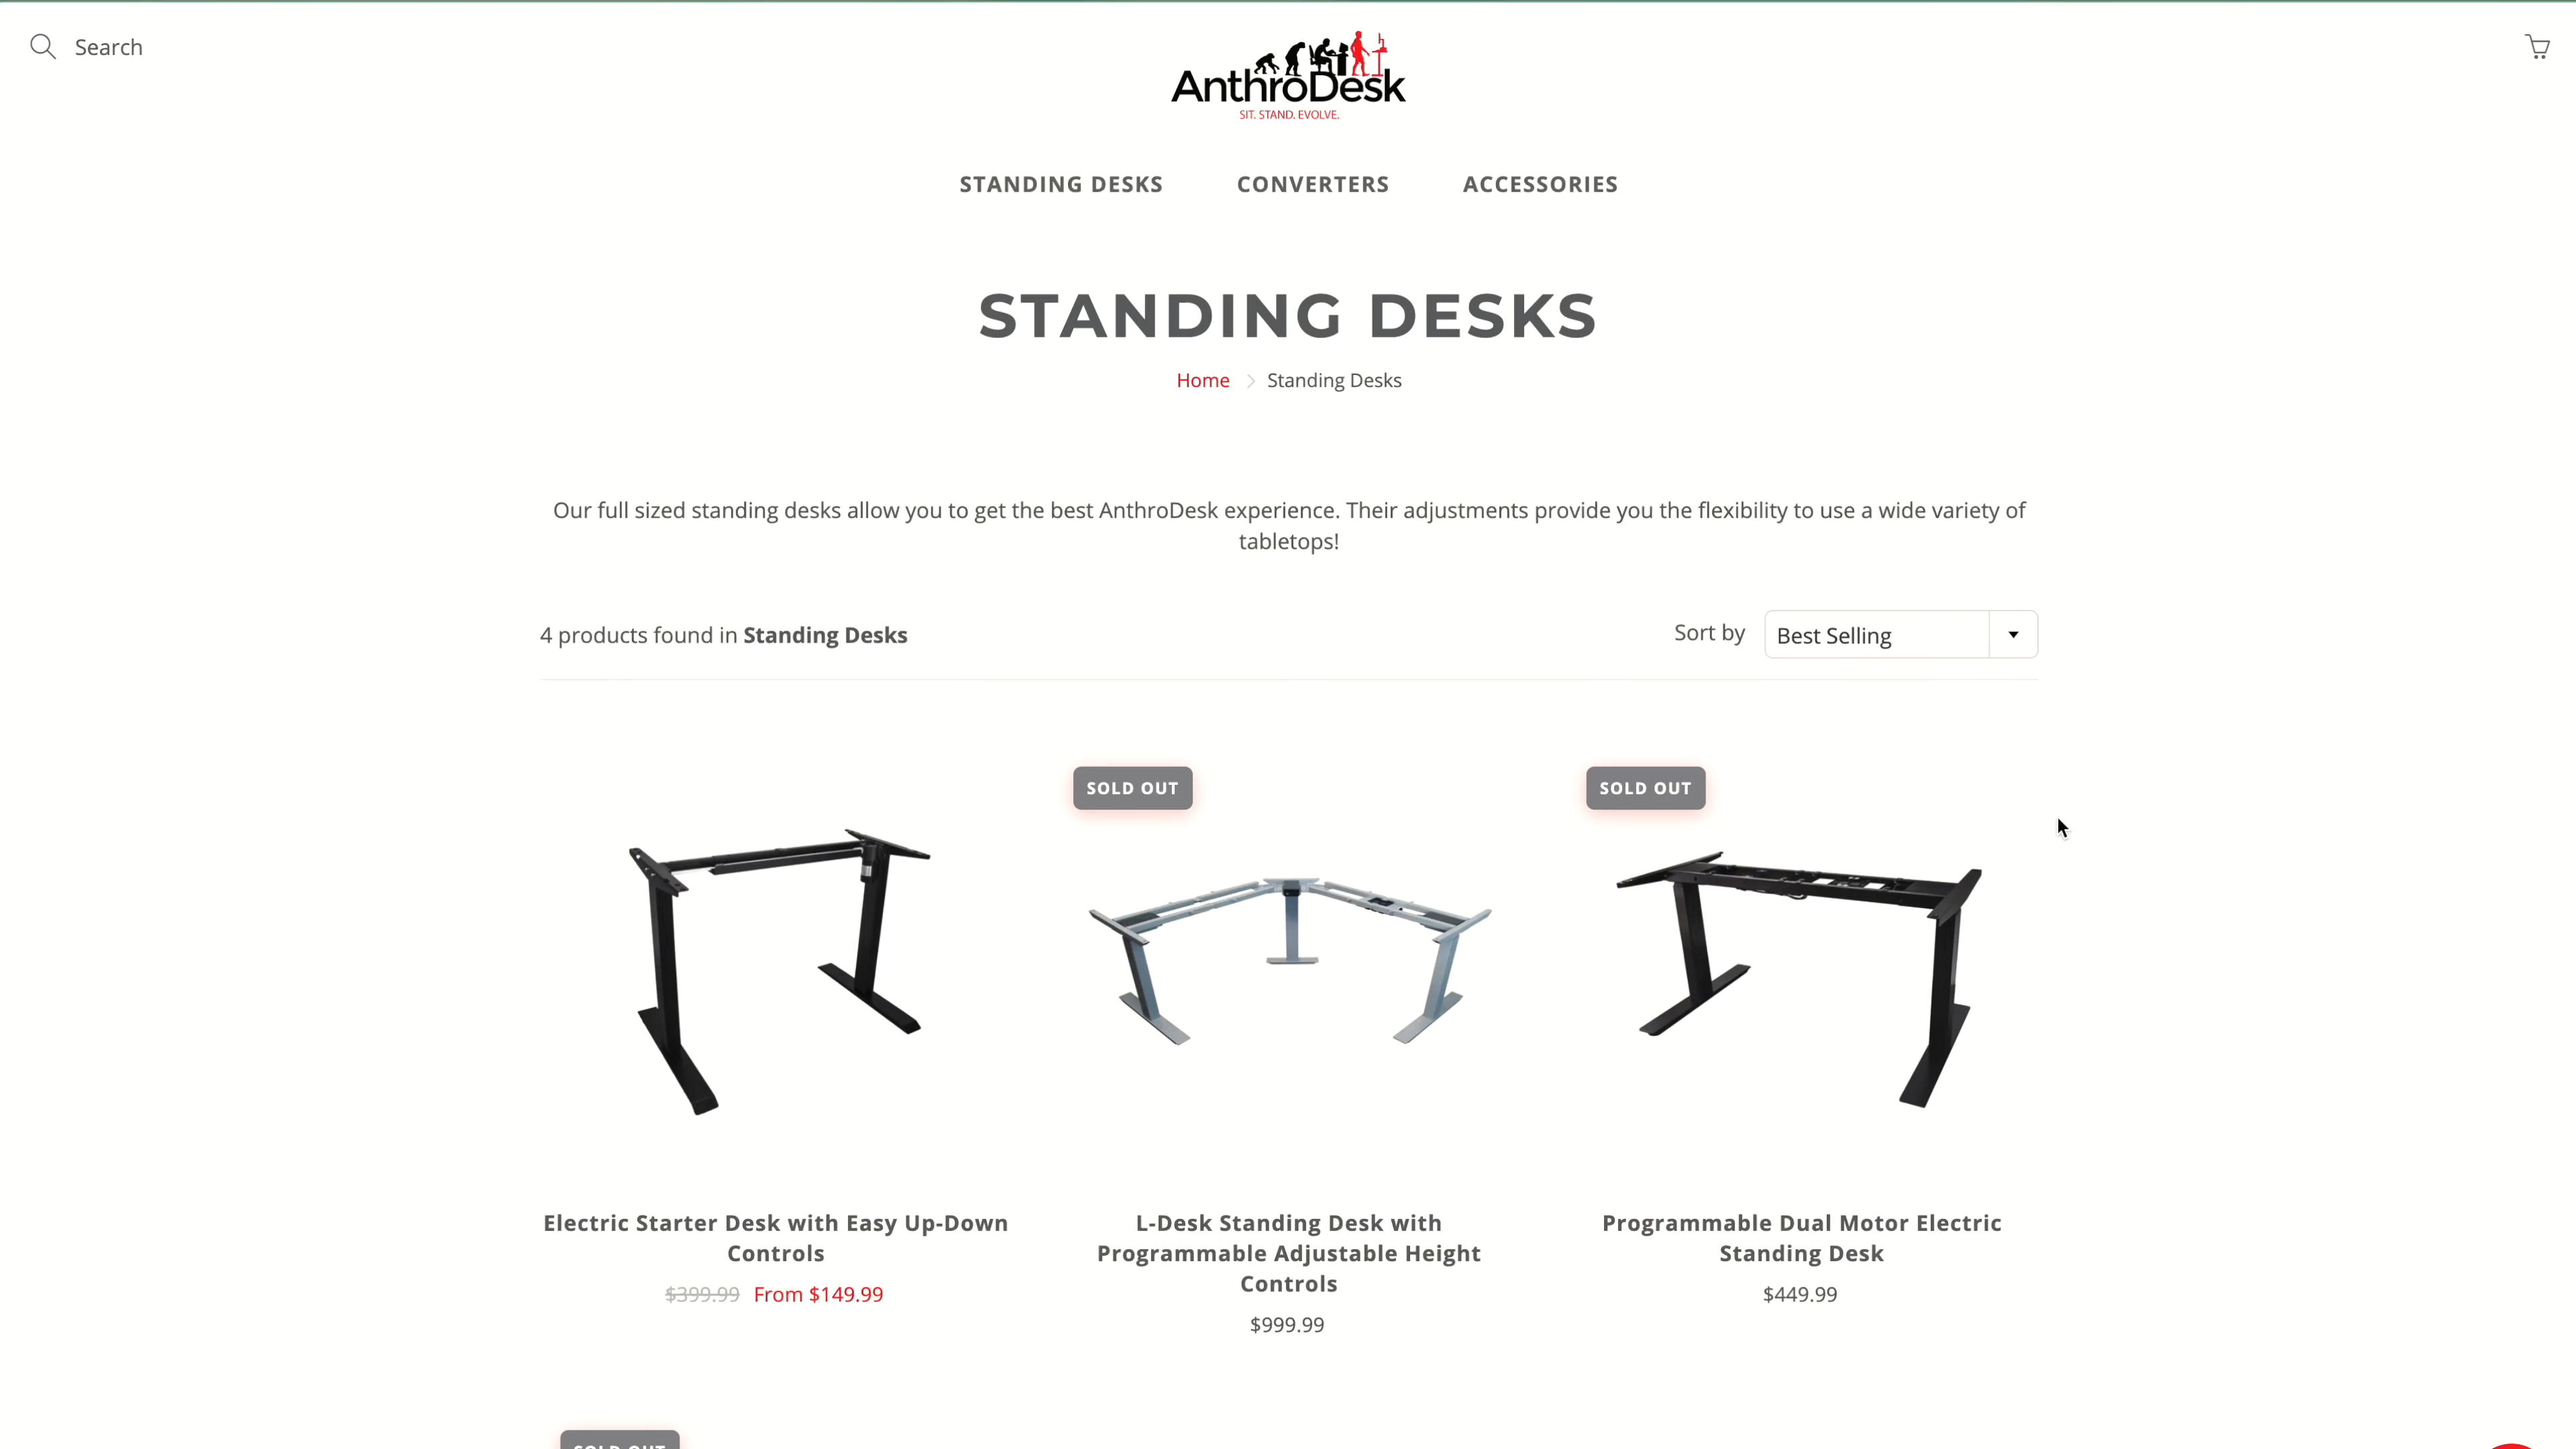 Search
AnthroDesk
SIT. STAND. EVOLVE.
STANDING DESKS CONVERTERS ACCESSORIES
STANDING DESKS
Home Standing Desks
Our full sized standing desks allow you to get the best AnthroDesk experience. Their adjustments provide you the flexibility to use a wide variety of
tabletops!
4 products found in Standing Desks
Sort by Best Selling
SOLD OUT
SOLD OUT
Electric Starter Desk with Easy Up-Down
Controls
$399.99 From $149.99
L-Desk Standing Desk with
Programmable Adjustable Height
Controls
$999.99
Programmable Dual Motor Electric
Standing Desk
$449.99
SOLD OUT